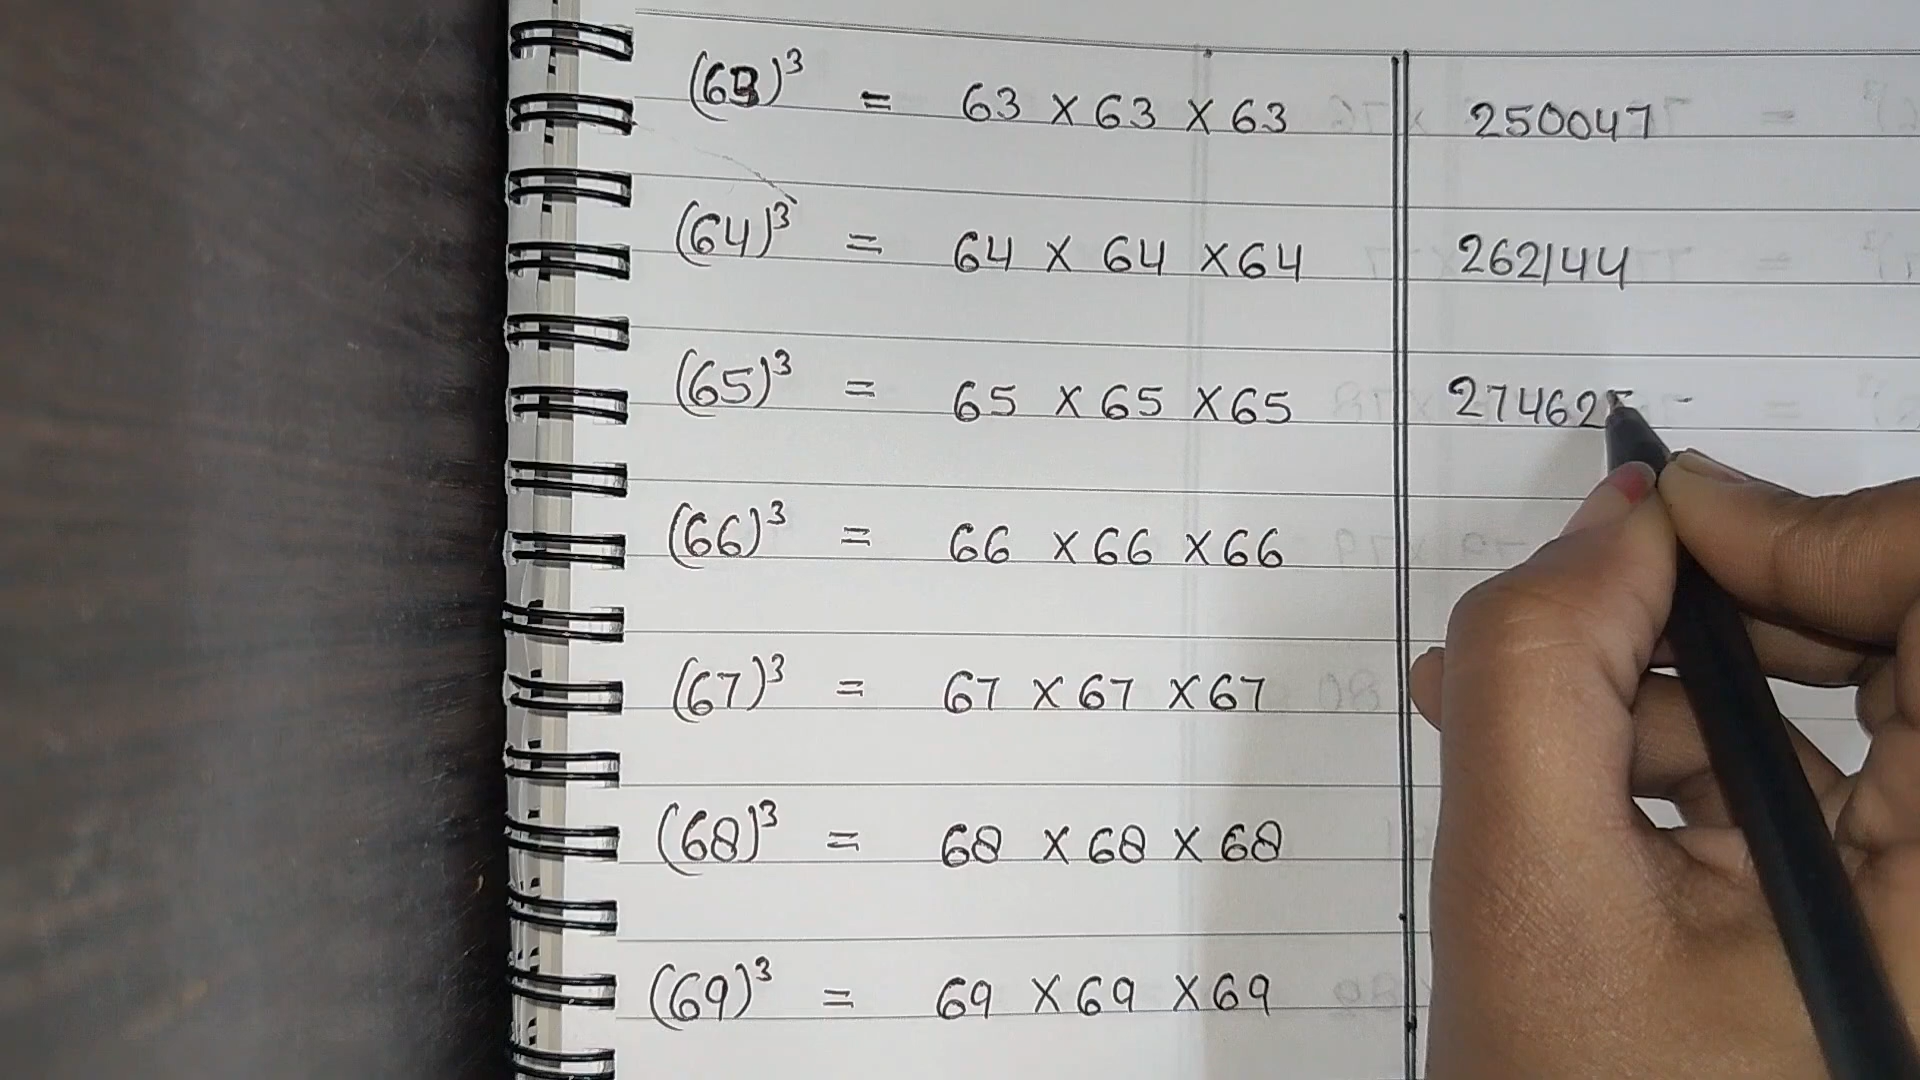 (63)³ = 63 X 63 X 63 250047
(64)³ = 64 X 64 X 64 262144
(65)³ = 65 X 65 X 65 274625
(66)³ = 66 X 66 X 66
(67)³ = 67 X 67 X 67
(68)³ = 68 X 68 X 68
(69)³ = 69 X 69 X 69